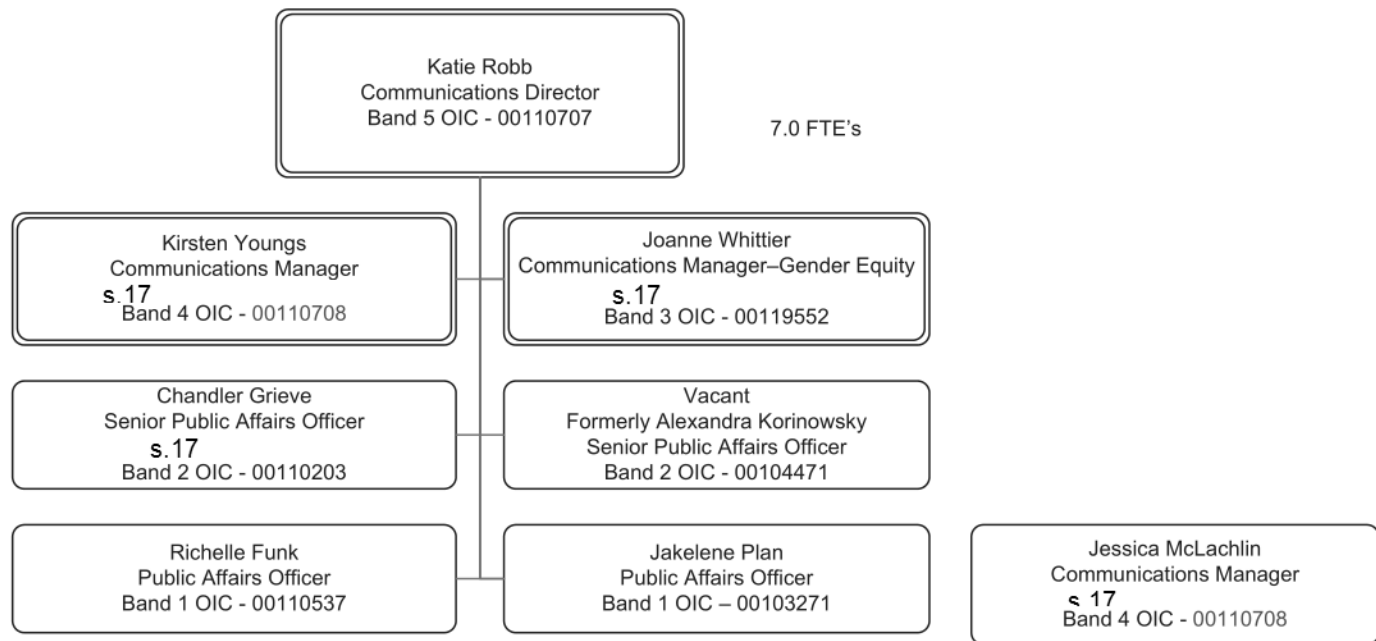 Katie Robb
Communications Director
Band 5 OIC - 00110707
7.0 FTE's
Kirsten Youngs
Communications Manager
s.17
Band 4 OIC - 00110708
Joanne Whittier
Communications Manager–Gender Equity
s.17
Band 3 OIC - 00119552
Chandler Grieve
Senior Public Affairs Officer
s.17
Band 2 OIC - 00110203
Vacant
Formerly Alexandra Korinowsky
Senior Public Affairs Officer
Band 2 OIC - 00104471
Richelle Funk
Public Affairs Officer
Band 1 OIC - 00110537
Jakelene Plan
Public Affairs Officer
Band 1 OIC – 00103271
Jessica McLachlin
Communications Manager
s.17
Band 4 OIC - 00110708